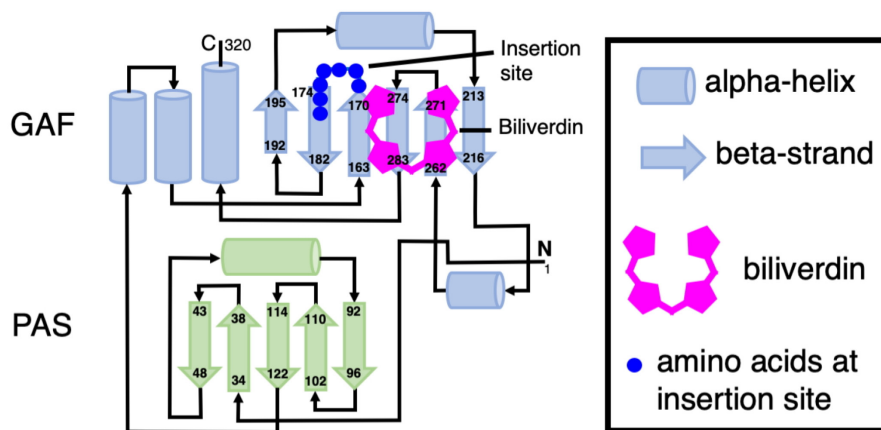 C 320
Insertion
site
174
195
170
274
271
213
GAF
Biliverdin
192
182
163
283
262
216
N
1
PAS
43
38
114
110
92
48
34
122
102
96
alpha-helix
beta-strand
biliverdin
amino acids at
insertion site